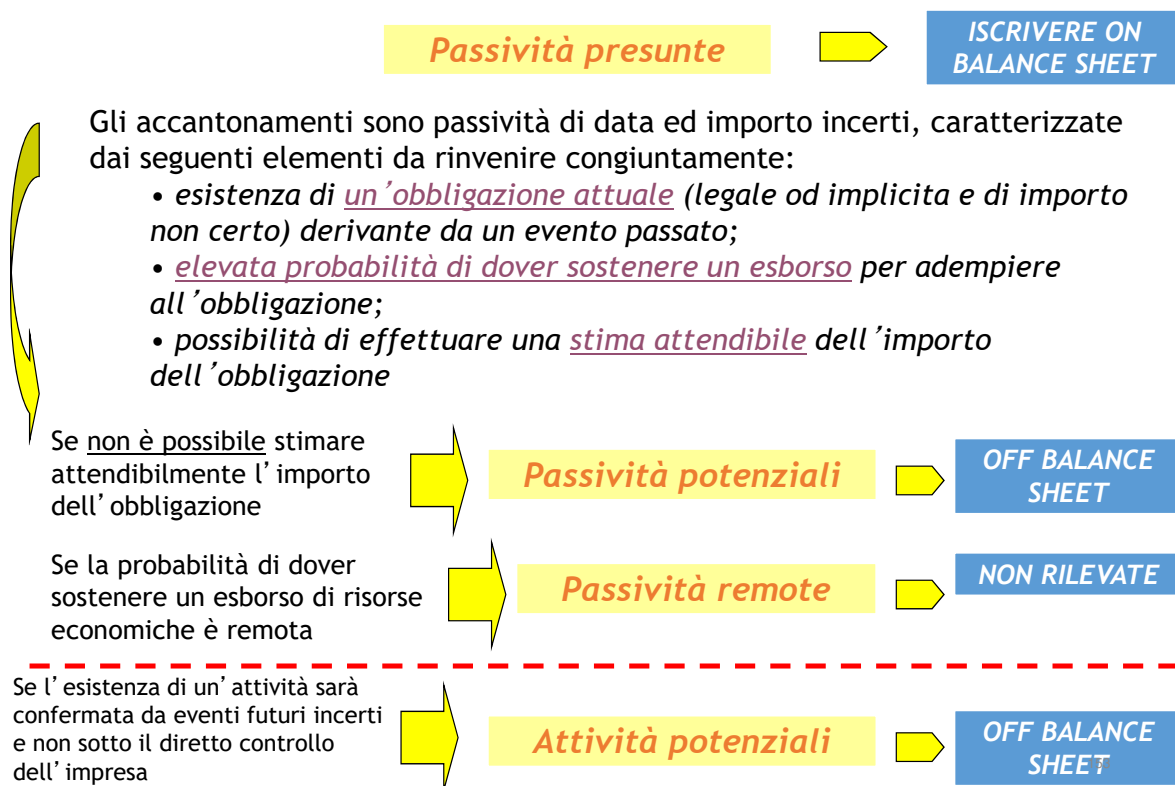 Passività presunte
ISCRIVERE ON
BALANCE SHEET
Gli accantonamenti sono passività di data ed importo incerti, caratterizzate
dai seguenti elementi da rinvenire congiuntamente:
• esistenza di un'obbligazione attuale (legale od implicita e di importo
non certo) derivante da un evento passato;
• elevata probabilità di dover sostenere un esborso per adempiere
all'obbligazione;
• possibilità di effettuare una stima attendibile dell'importo
dell'obbligazione
Se non è possibile stimare
attendibilmente l'importo
dell'obbligazione
Passività potenziali
OFF BALANCE
SHEET
Se la probabilità di dover
sostenere un esborso di risorse
economiche è remota
Passività remote
NON RILEVATE
Se l'esistenza di un'attività sarà
confermata da eventi futuri incerti
e non sotto il diretto controllo
dell'impresa
Attività potenziali
OFF BALANCE
SHEET